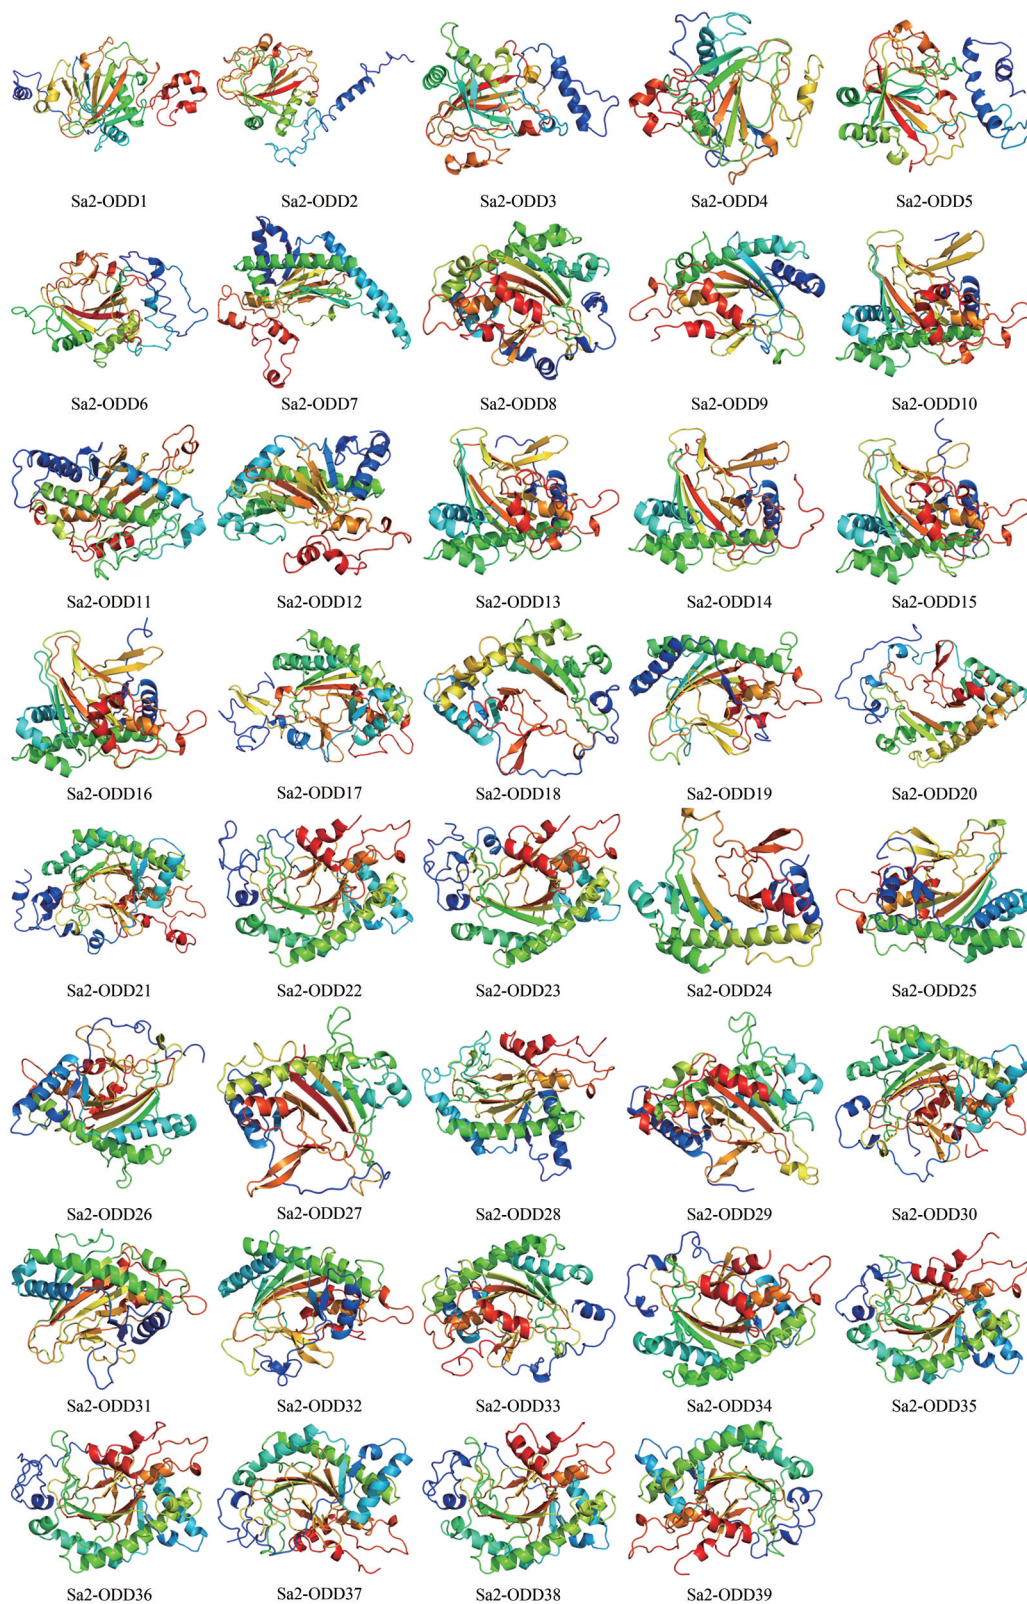 Sa2-ODD1 Sa2-ODD2 Sa2-ODD3 Sa2-ODD4 Sa2-ODD5
Sa2-ODD6 Sa2-ODD7 Sa2-ODD8 Sa2-ODD9 Sa2-ODD10
Sa2-ODD11 Sa2-ODD12 Sa2-ODD13 Sa2-ODD14 Sa2-ODD15
Sa2-ODD16 Sa2-ODD17 Sa2-ODD18 Sa2-ODD19 Sa2-ODD20
Sa2-ODD21 Sa2-ODD22 Sa2-ODD23 Sa2-ODD24 Sa2-ODD25
Sa2-ODD26 Sa2-ODD27 Sa2-ODD28 Sa2-ODD29 Sa2-ODD30
Sa2-ODD31 Sa2-ODD32 Sa2-ODD33 Sa2-ODD34 Sa2-ODD35
Sa2-ODD36 Sa2-ODD37 Sa2-ODD38 Sa2-ODD39